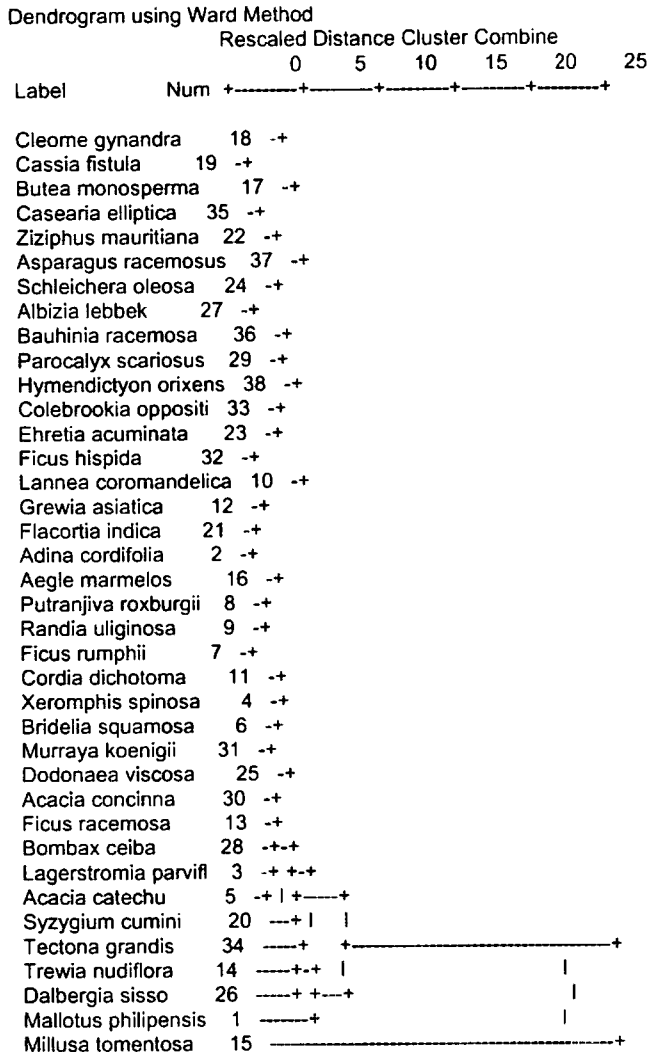 Dendrogram using Ward Method
Rescaled Distance Cluster Combine
0 5 10 15 20 25
Label Num +---------+---------+---------+---------+---------+
Cleome gynandra 18 -+
Cassia fistula 19 -+
Butea monosperma 17 -+
Casearia elliptica 35 -+
Ziziphus mauritiana 22 -+
Asparagus racemosus 37 -+
Schleichera oleosa 24 -+
Albizia lebbek 27 -+
Bauhinia racemosa 36 -+
Parocalyx scariosus 29 -+
Hymendictyon orixens 38 -+
Colebrookia oppositi 33 -+
Ehretia acuminata 23 -+
Ficus hispida 32 -+
Lannea coromandelica 10 -+
Grewia asiatica 12 -+
Flacortia indica 21 -+
Adina cordifolia 2 -+
Aegle marmelos 16 -+
Putranjiva roxburgii 8 -+
Randia uliginosa 9 -+
Ficus rumphii 7 -+
Cordia dichotoma 11 -+
Xeromphis spinosa 4 -+
Bridelia squamosa 6 -+
Murraya koenigii 31 -+
Dodonaea viscosa 25 -+
Acacia concinna 30 -+
Ficus racemosa 13 -+
Bombax ceiba 28 -+-+
Lagerstromia parvifl 3 -+ +-+
Acacia catechu 5 -+ I +-----+
Syzygium cumini 20 ---+ I I
Tectona grandis 34 -----+ +---------------------------------------+
Trewia nudiflora 14 -----+-+ I I
Dalbergia sisso 26 -----+ +---+ I
Mallotus philipensis 1 -------+ I
Millusa tomentosa 15 -------------------------------------------------+